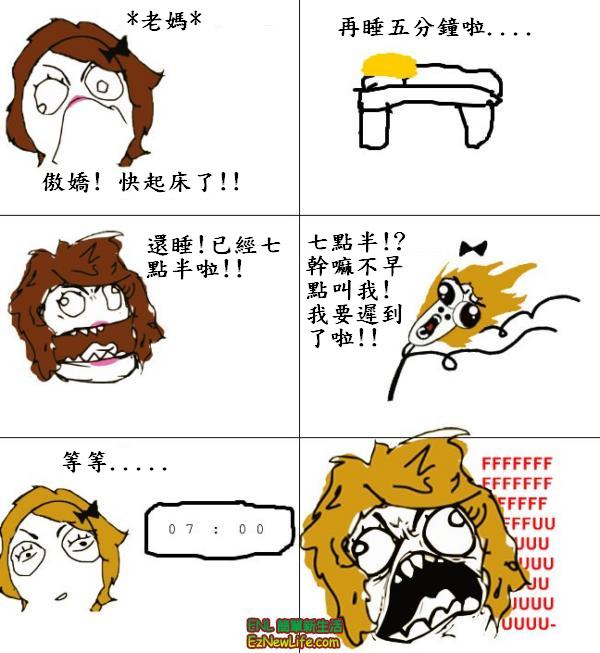 *老媽*
傲嬌! 快起床了!!
再睡五分鐘啦....
還睡!已經七
點半啦!!
七點半!?
幹嘛不早
點叫我!
我要遲到
了啦!!
等等.....
07 : 00
FFFFFFF
FFFFFFF
FFFFF
FFUU
UUU
UUU
UU
UUUU
UUUU-
ENL 簡單新生活
EzNewLife.com